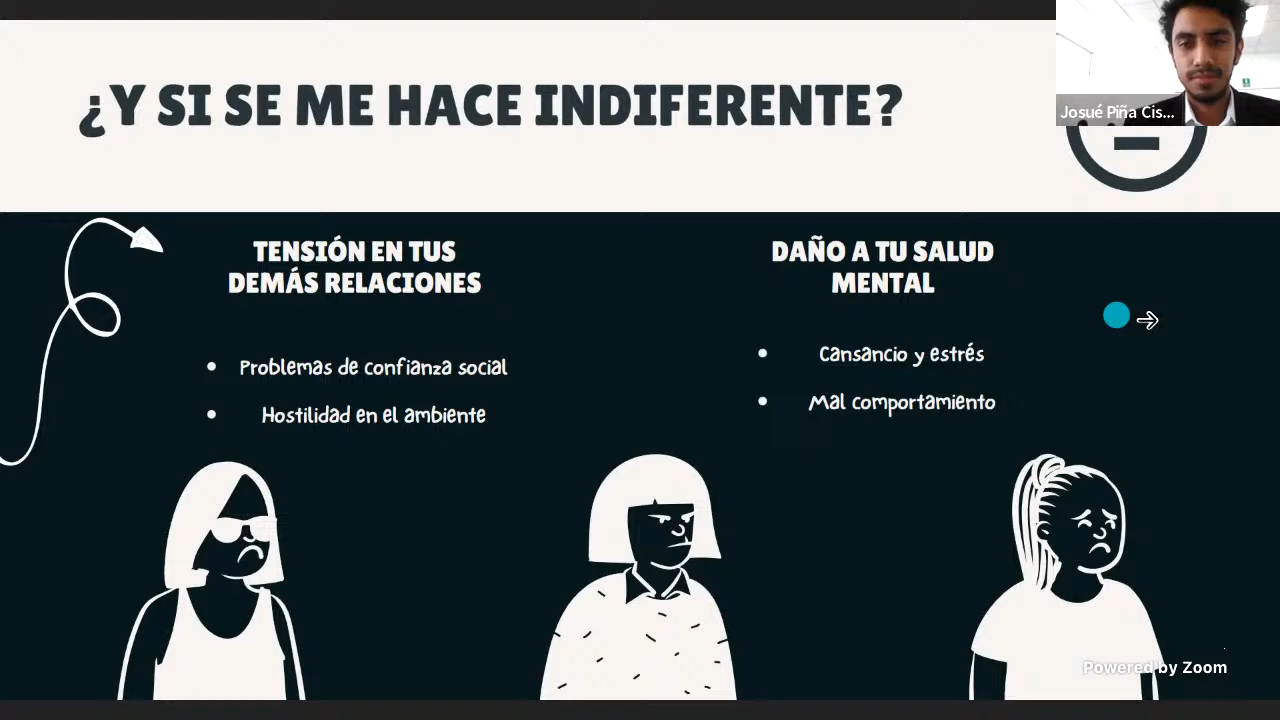 ¿Y SI SE ME HACE INDIFERENTE?
Josué Piña Cis...
TENSIÓN EN TUS
DEMÁS RELACIONES
Problemas de confianza social
Hostilidad en el ambiente
DAÑO A TU SALUD
MENTAL
Cansancio y estrés
Mal comportamiento
Powered by Zoom